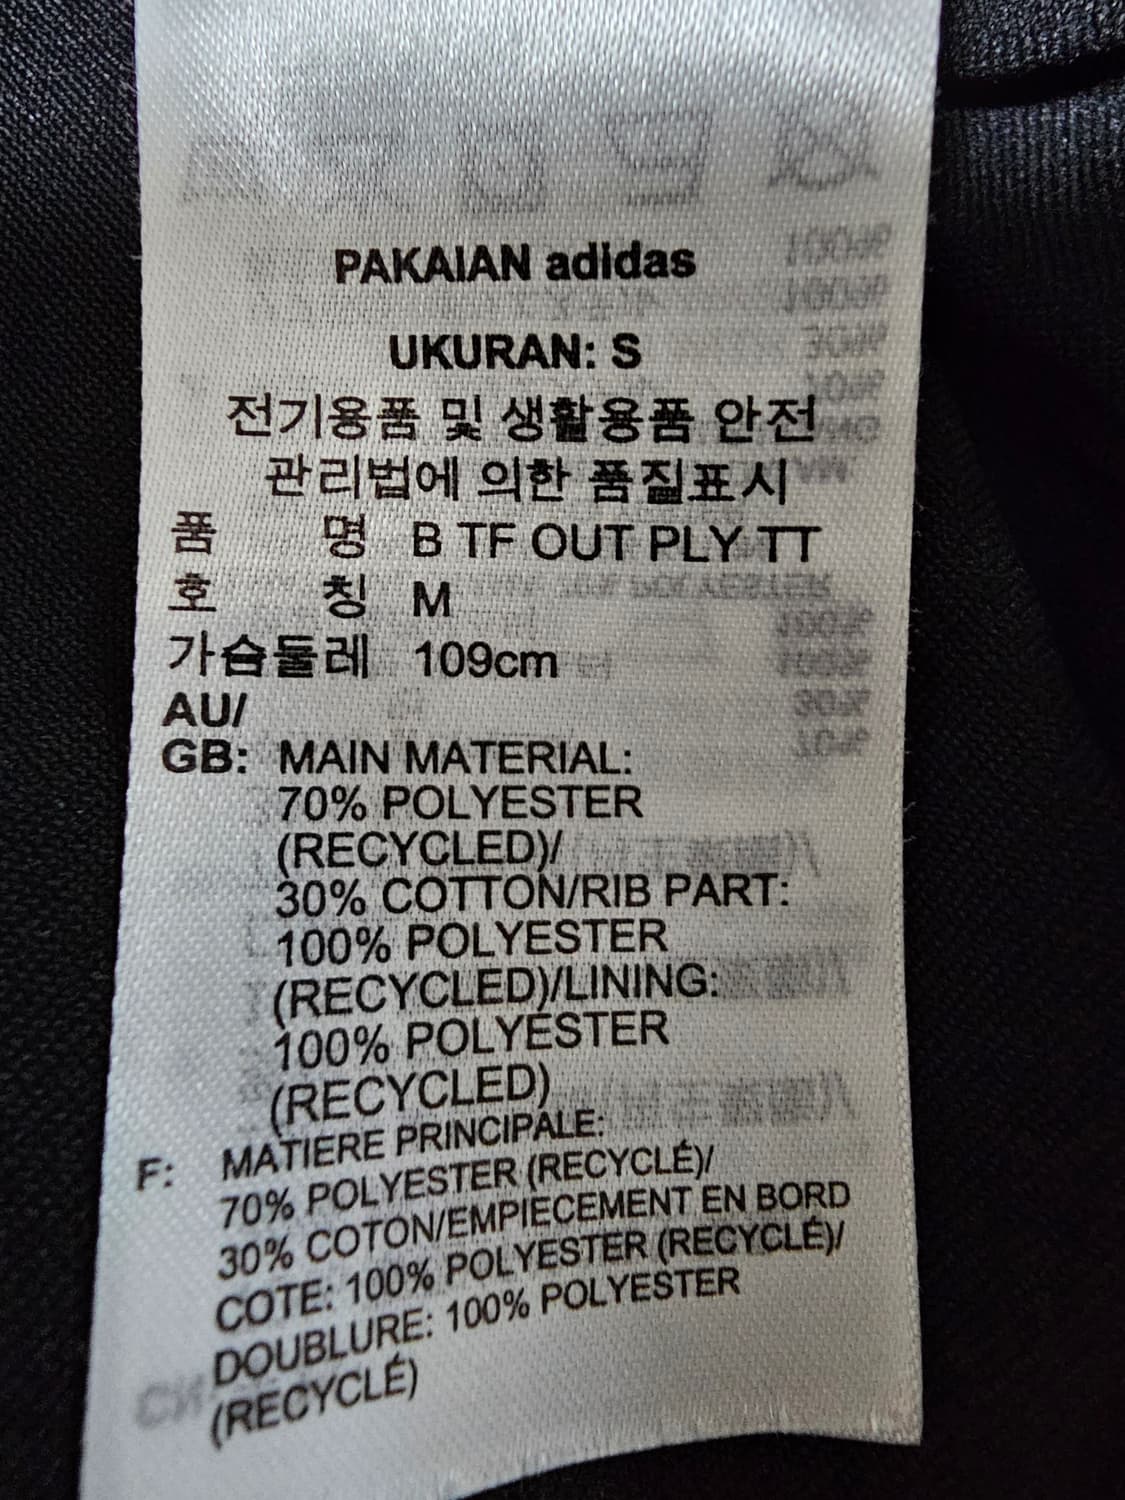 PAKAIAN adidas
UKURAN: S
전기용품 및 생활용품 안전
관리법에 의한 품질표시
품 명 B TF OUT PLY TT
호 칭 M
가슴둘레 109cm
AU/
GB: MAIN MATERIAL:
70% POLYESTER
(RECYCLED)/
30% COTTON/RIB PART:
100% POLYESTER
(RECYCLED)/LINING:
100% POLYESTER
(RECYCLED)
F: MATIERE PRINCIPALE:
70% POLYESTER (RECYCLÉ)/
30% COTON/EMPIECEMENT EN BORD
COTE: 100% POLYESTER (RECYCLÉ)/
DOUBLURE: 100% POLYESTER
(RECYCLÉ)